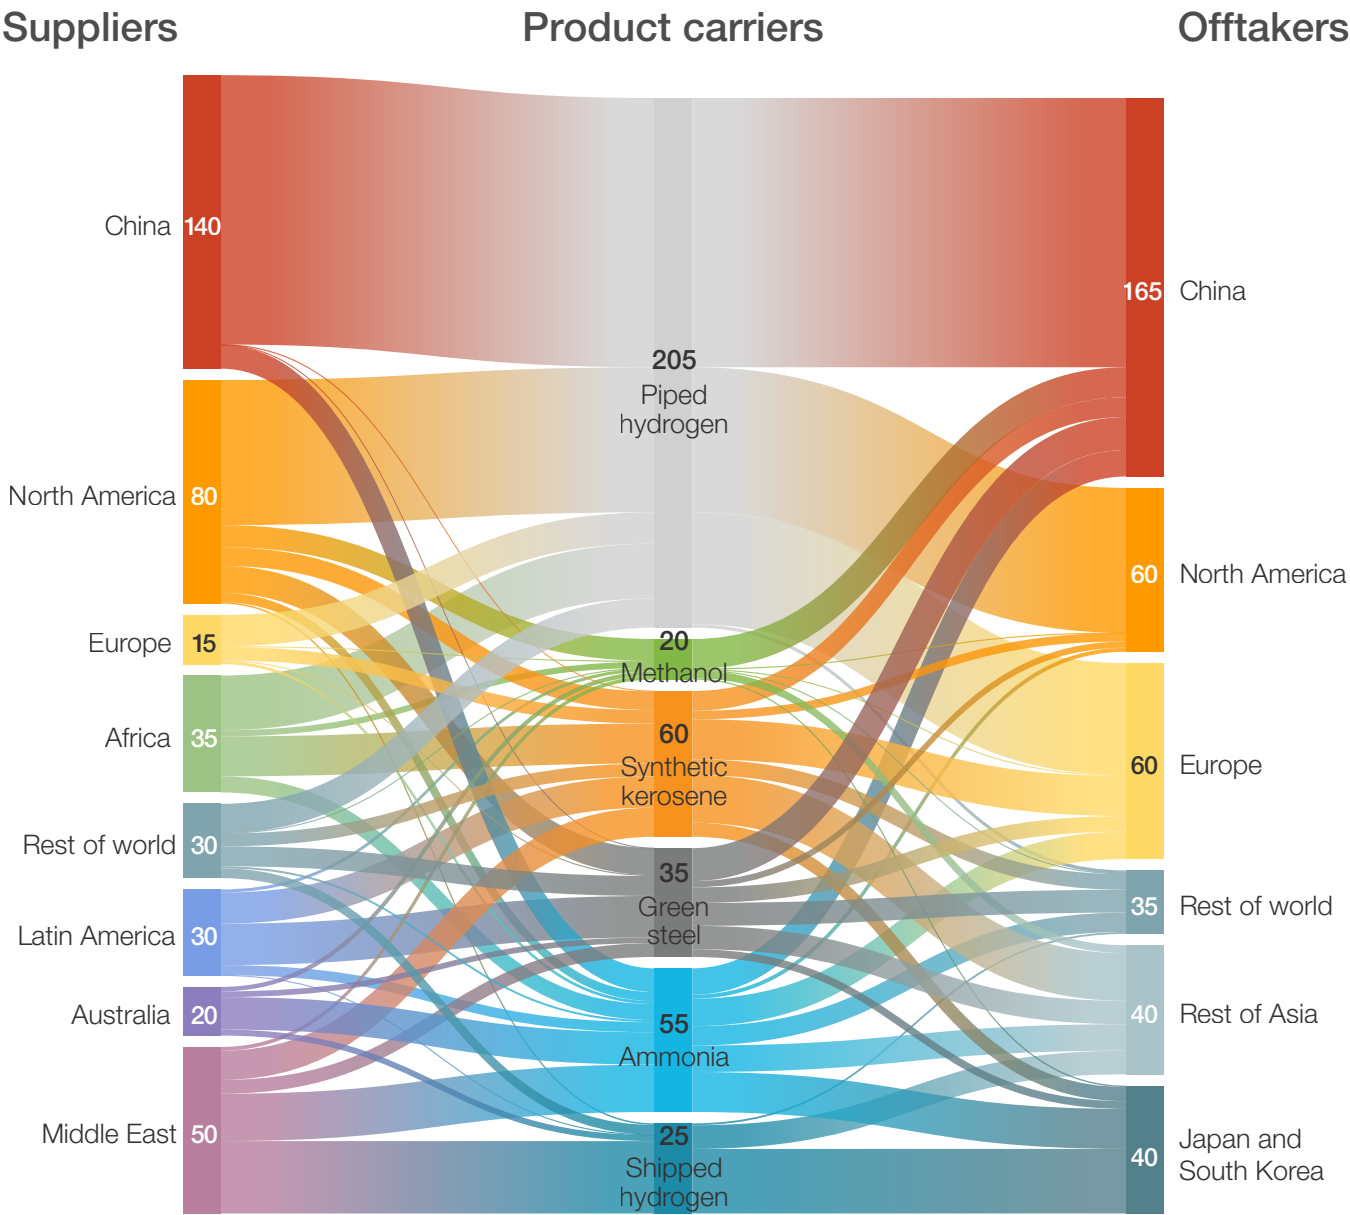 Suppliers
Product carriers
Offtakers
China
140
North America
80
Europe
15
Africa
35
Rest of world
30
Latin America
30
Australia
20
Middle East
50
205
Piped
hydrogen
20
Methanol
60
Synthetic
kerosene
35
Green
steel
55
Ammonia
25
Shipped
hydrogen
165
China
60
North America
60
Europe
35
Rest of world
40
Rest of Asia
40
Japan and
South Korea